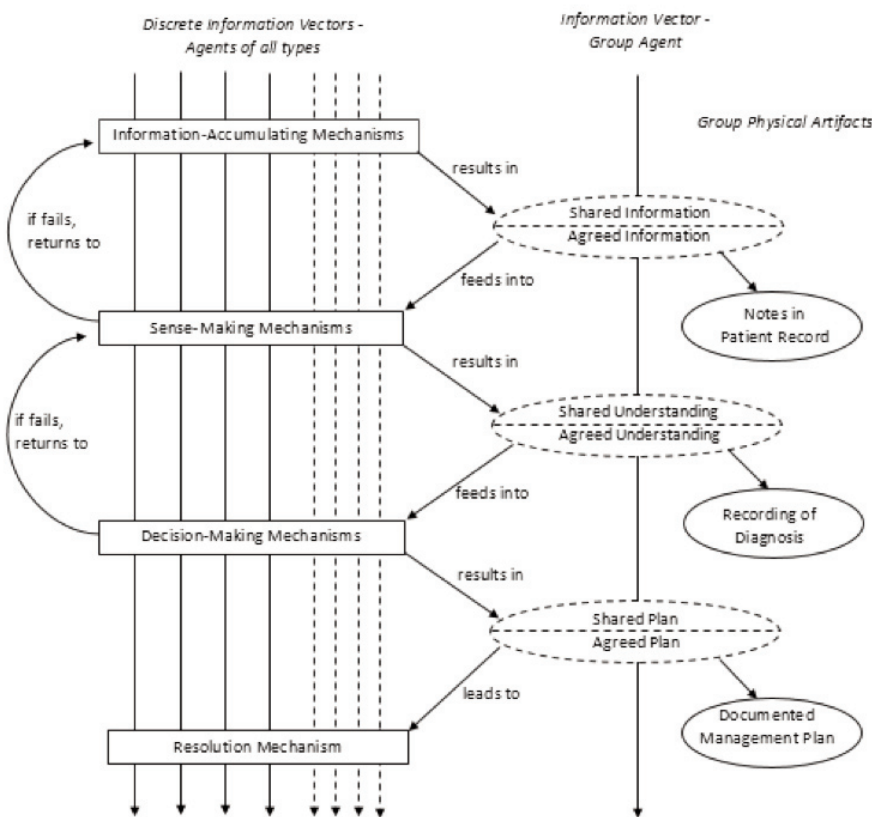 Discrete Information Vectors -
Agents of all types
Information Vector -
Group Agent
Group Physical Artifacts
Information-Accumulating Mechanisms
results in
Shared Information
Agreed Information
if fails,
returns to
feeds into
Notes in
Patient Record
Sense-Making Mechanisms
results in
Shared Understanding
Agreed Understanding
if fails,
returns to
feeds into
Recording of
Diagnosis
Decision-Making Mechanisms
results in
Shared Plan
Agreed Plan
leads to
Documented
Management Plan
Resolution Mechanism